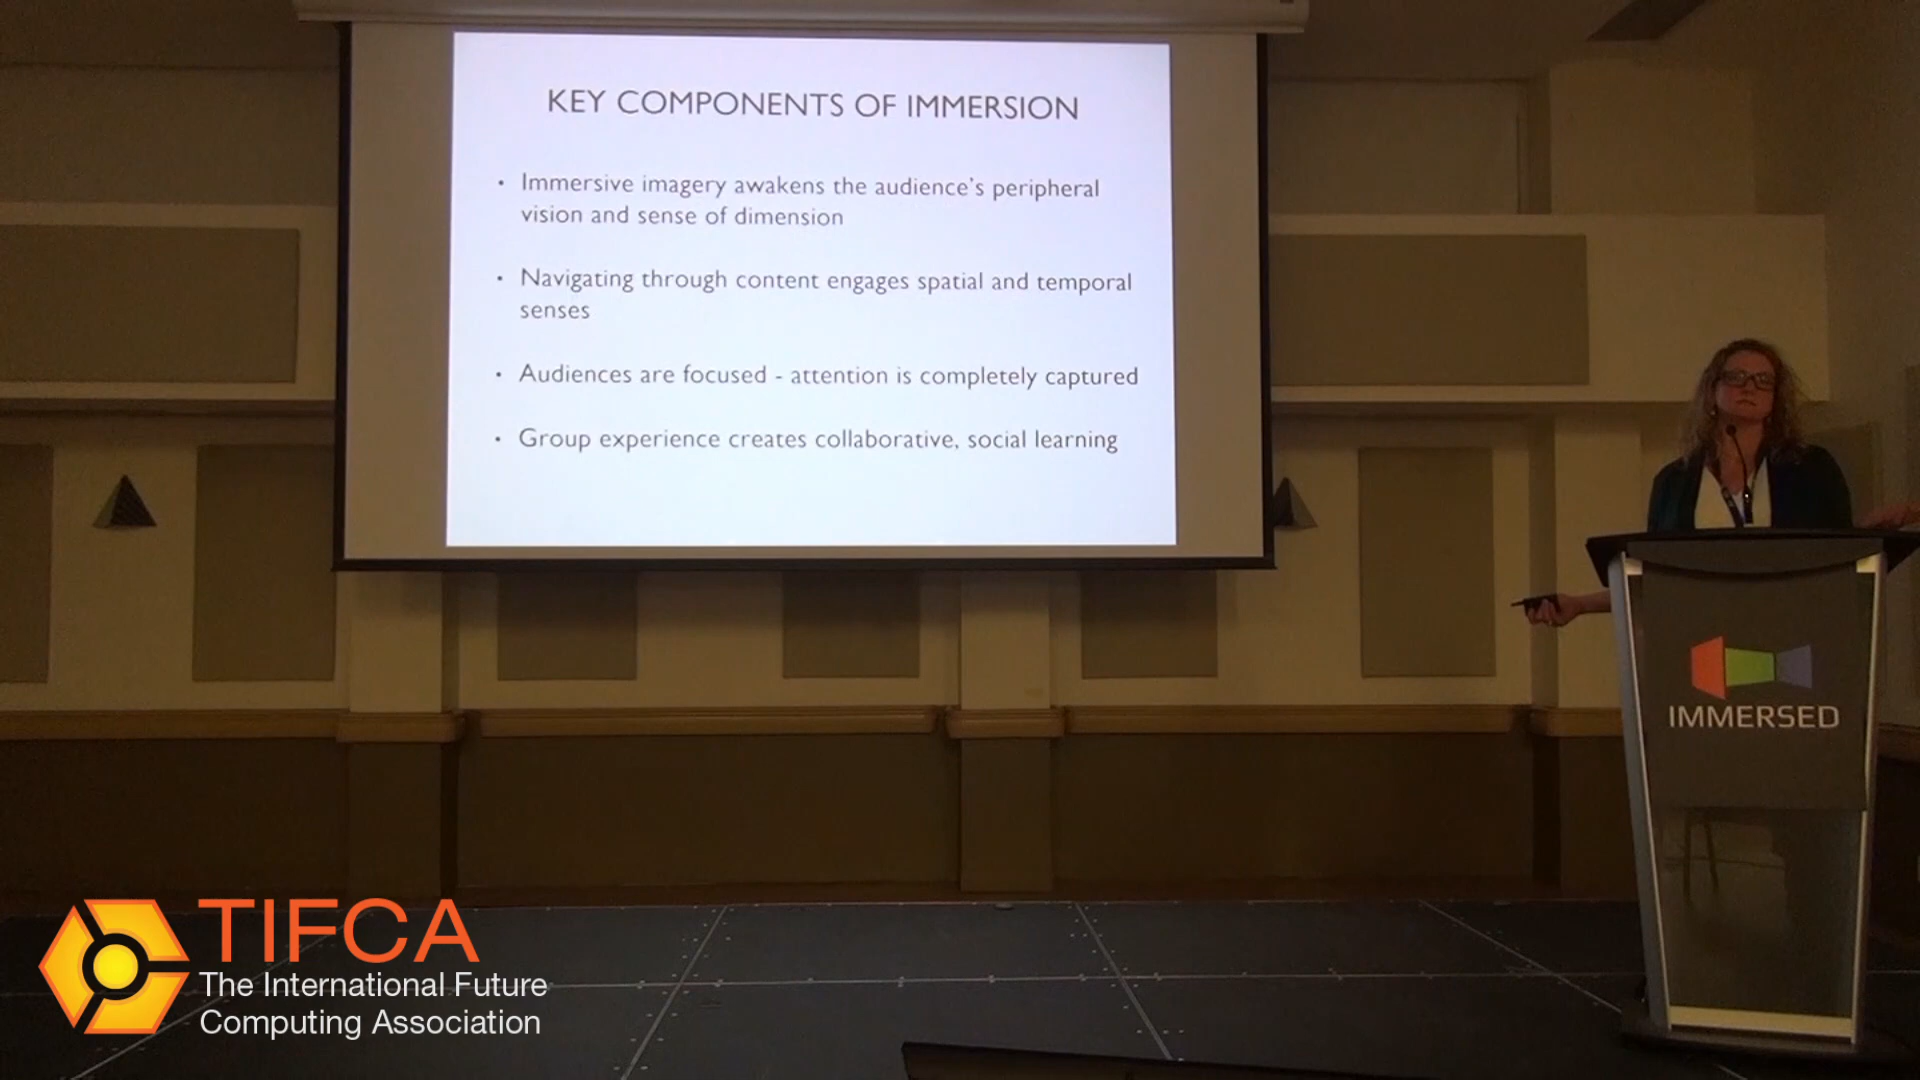 KEY COMPONENTS OF IMMERSION
• Immersive imagery awakens the audience's peripheral
vision and sense of dimension
• Navigating through content engages spatial and temporal
senses
• Audiences are focused - attention is completely captured
• Group experience creates collaborative, social learning
IMMERSED
TIFCA
The International Future
Computing Association